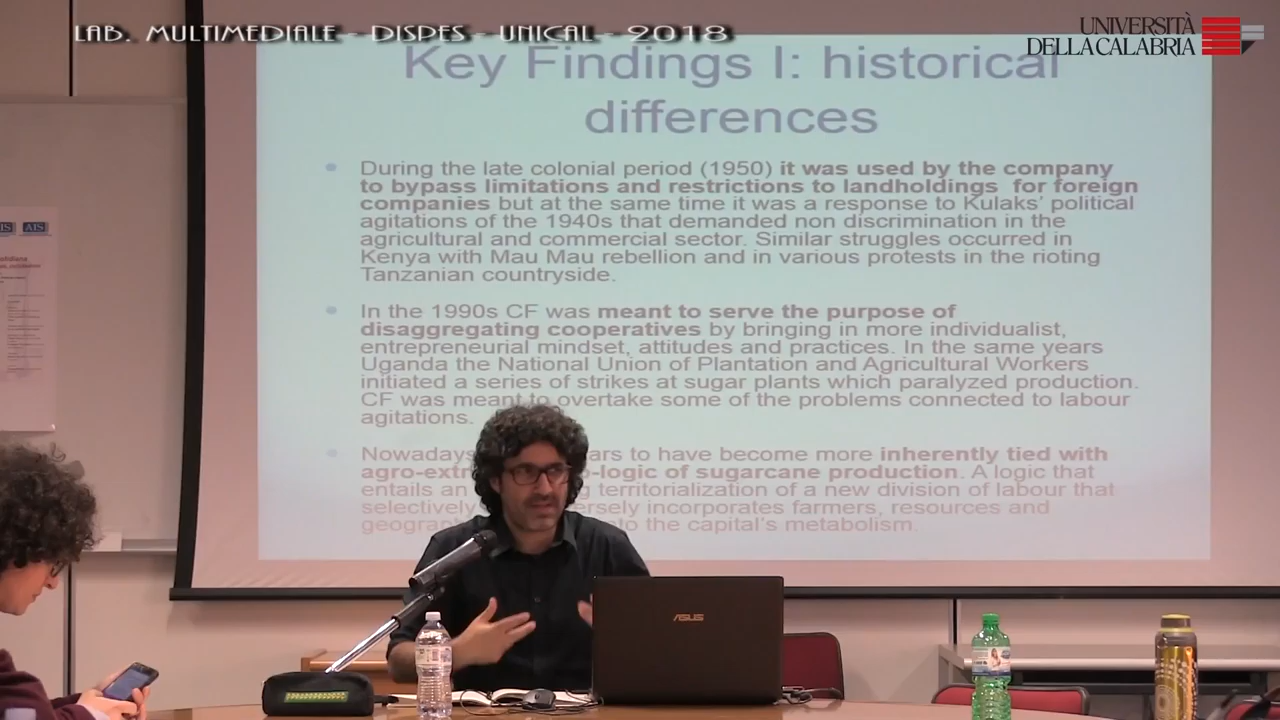 LAB. MULTIMEDIALE - DISPES - UNICAL - 2018
UNIVERSITÀ
DELLA CALABRIA
Key Findings I: historical
differences
During the late colonial period (1950) it was used by the company
to bypass limitations and restrictions to landholdings for foreign
companies but at the same time it was a response to Kulaks' political
agitations of the 1940s that demanded non discrimination in the
agricultural and commercial sector. Similar struggles occurred in
Kenya with Mau Mau rebellion and in various protests in the rioting
Tanzanian countryside.
In the 1990s CF was meant to serve the purpose of
disaggregating cooperatives by bringing in more individualist,
entrepreneurial mindset, attitudes and practices. In the same years
Uganda the National Union of Plantation and Agricultural Workers
initiated a series of strikes at sugar plants which paralyzed production.
CF was meant to overtake some of the problems connected to labour
agitations.
Nowadays to have become more inherently tied with
of sugarcane production. A logic that
entails an territorialization of a new division of labour that
selectively incorporates farmers, resources and
to the capital's metabolism.
AIS
ASUS